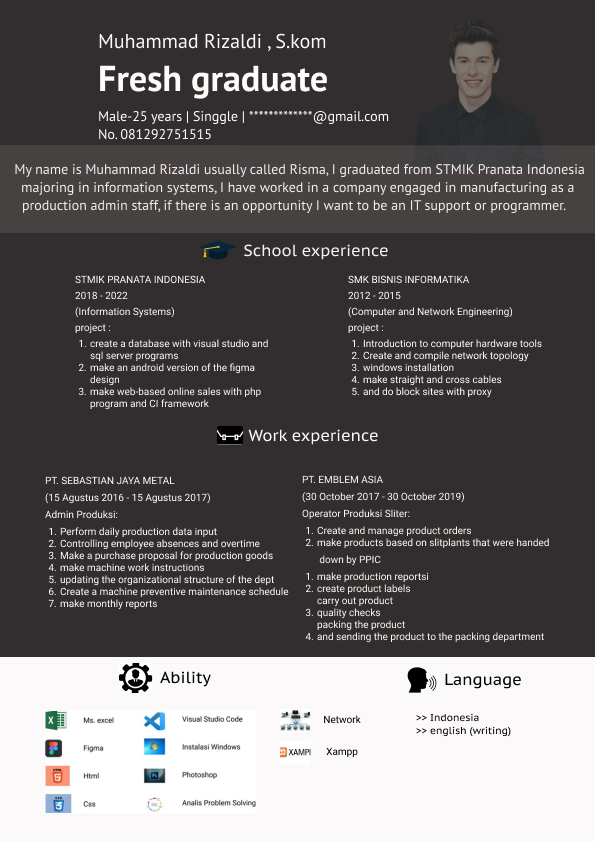 Muhammad Rizaldi , S.kom
Fresh graduate
Male-25 years | Singgle | *************@gmail.com
No. 081292751515
My name is Muhammad Rizaldi usually called Risma, I graduated from STMIK Pranata Indonesia
majoring in information systems, I have worked in a company engaged in manufacturing as a
production admin staff, if there is an opportunity I want to be an IT support or programmer.
School experience
STMIK PRANATA INDONESIA
2018 - 2022
(Information Systems)
project :
1. create a database with visual studio and
sql server programs
2. make an android version of the figma
design
3. make web-based online sales with php
program and CI framework
SMK BISNIS INFORMATIKA
2012 - 2015
(Computer and Network Engineering)
project :
1. Introduction to computer hardware tools
2. Create and compile network topology
3. windows installation
4. make straight and cross cables
5. and do block sites with proxy
Work experience
PT. SEBASTIAN JAYA METAL
(15 Agustus 2016 - 15 Agustus 2017)
Admin Produksi:
1. Perform daily production data input
2. Controlling employee absences and overtime
3. Make a purchase proposal for production goods
4. make machine work instructions
5. updating the organizational structure of the dept
6. Create a machine preventive maintenance schedule
7. make monthly reports
PT. EMBLEM ASIA
(30 October 2017 - 30 October 2019)
Operator Produksi Sliter:
1. Create and manage product orders
2. make products based on slitplants that were handed
down by PPIC
1. make production reportsi
2. create product labels
carry out product
3. quality checks
packing the product
4. and sending the product to the packing department
Ability
Ms. excel
Figma
Html
Css
Visual Studio Code
Instalasi Windows
Photoshop
Analis Problem Solving
Network
XAMPP
Xampp
Language
>> Indonesia
>> english (writing)